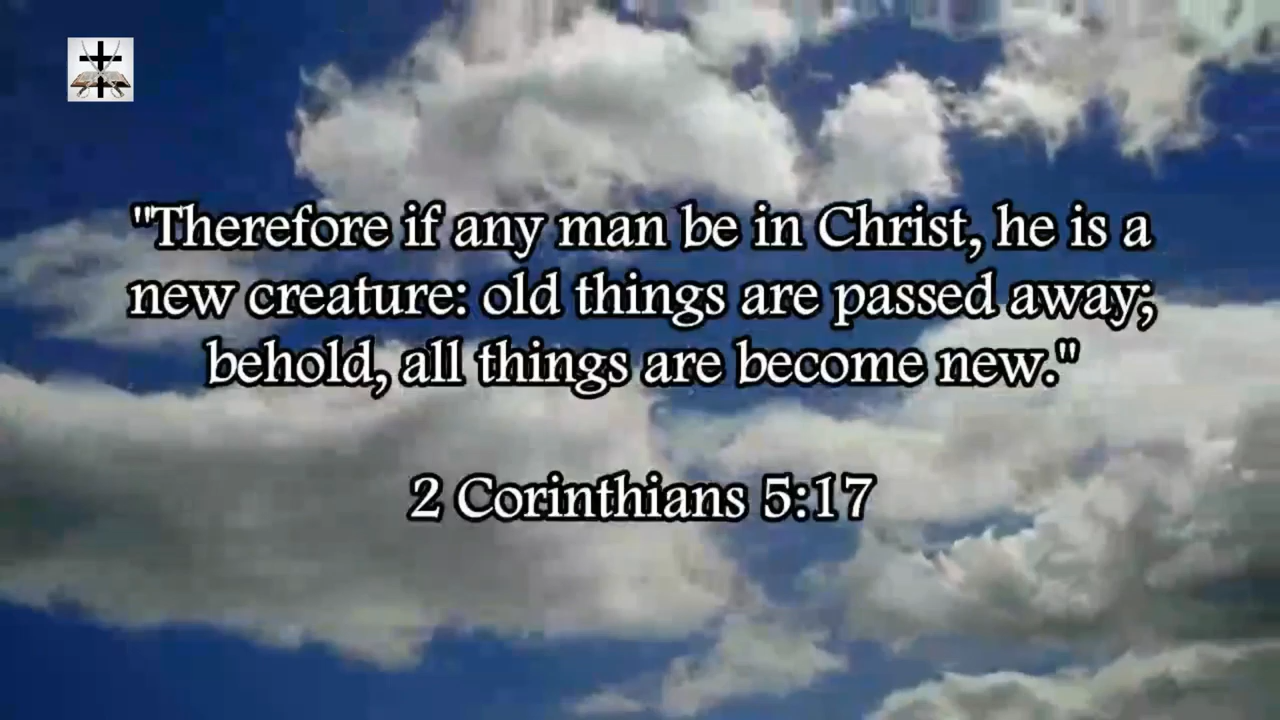 "Therefore if any man be in Christ, he is a
new creature: old things are passed away;
behold, all things are become new."
2 Corinthians 5:17